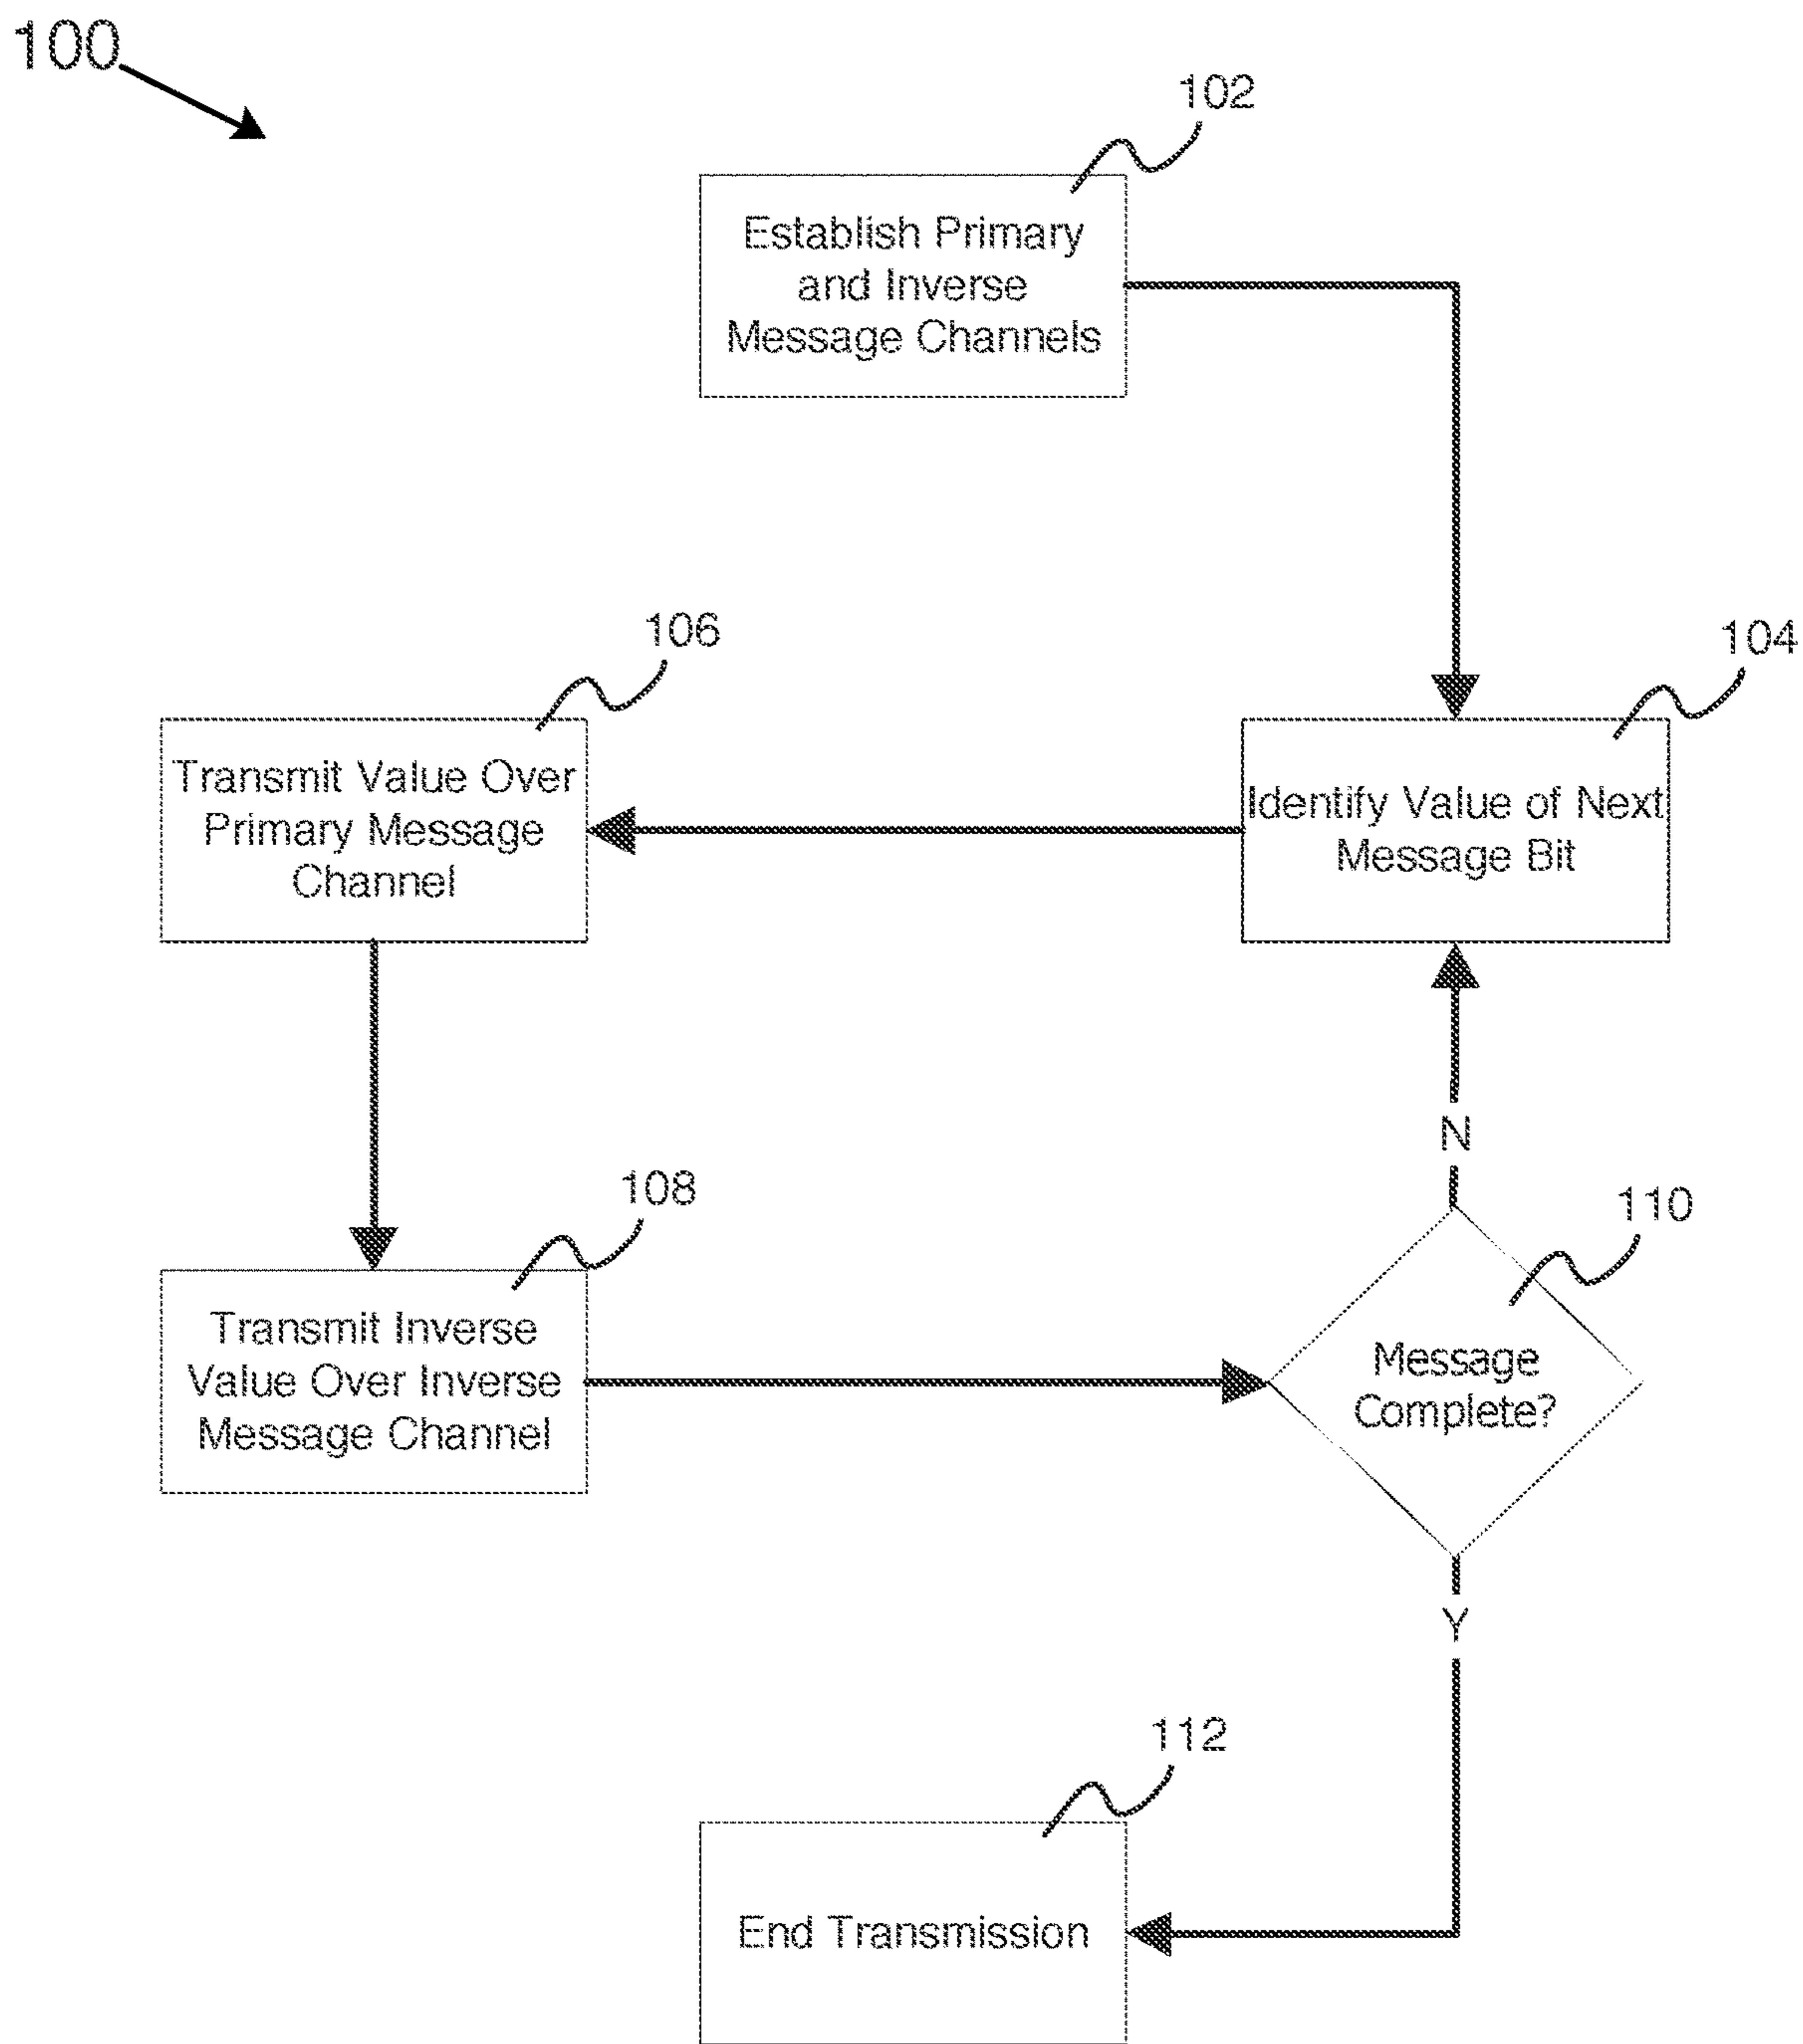 100
102
Establish Primary
and Inverse
Message Channels
106
104
Transmit Value Over
Primary Message
Channel
Identify Value of Next
Message Bit
N
108
110
Transmit Inverse
Value Over Inverse
Message Channel
Message
Complete?
Y
112
End Transmission